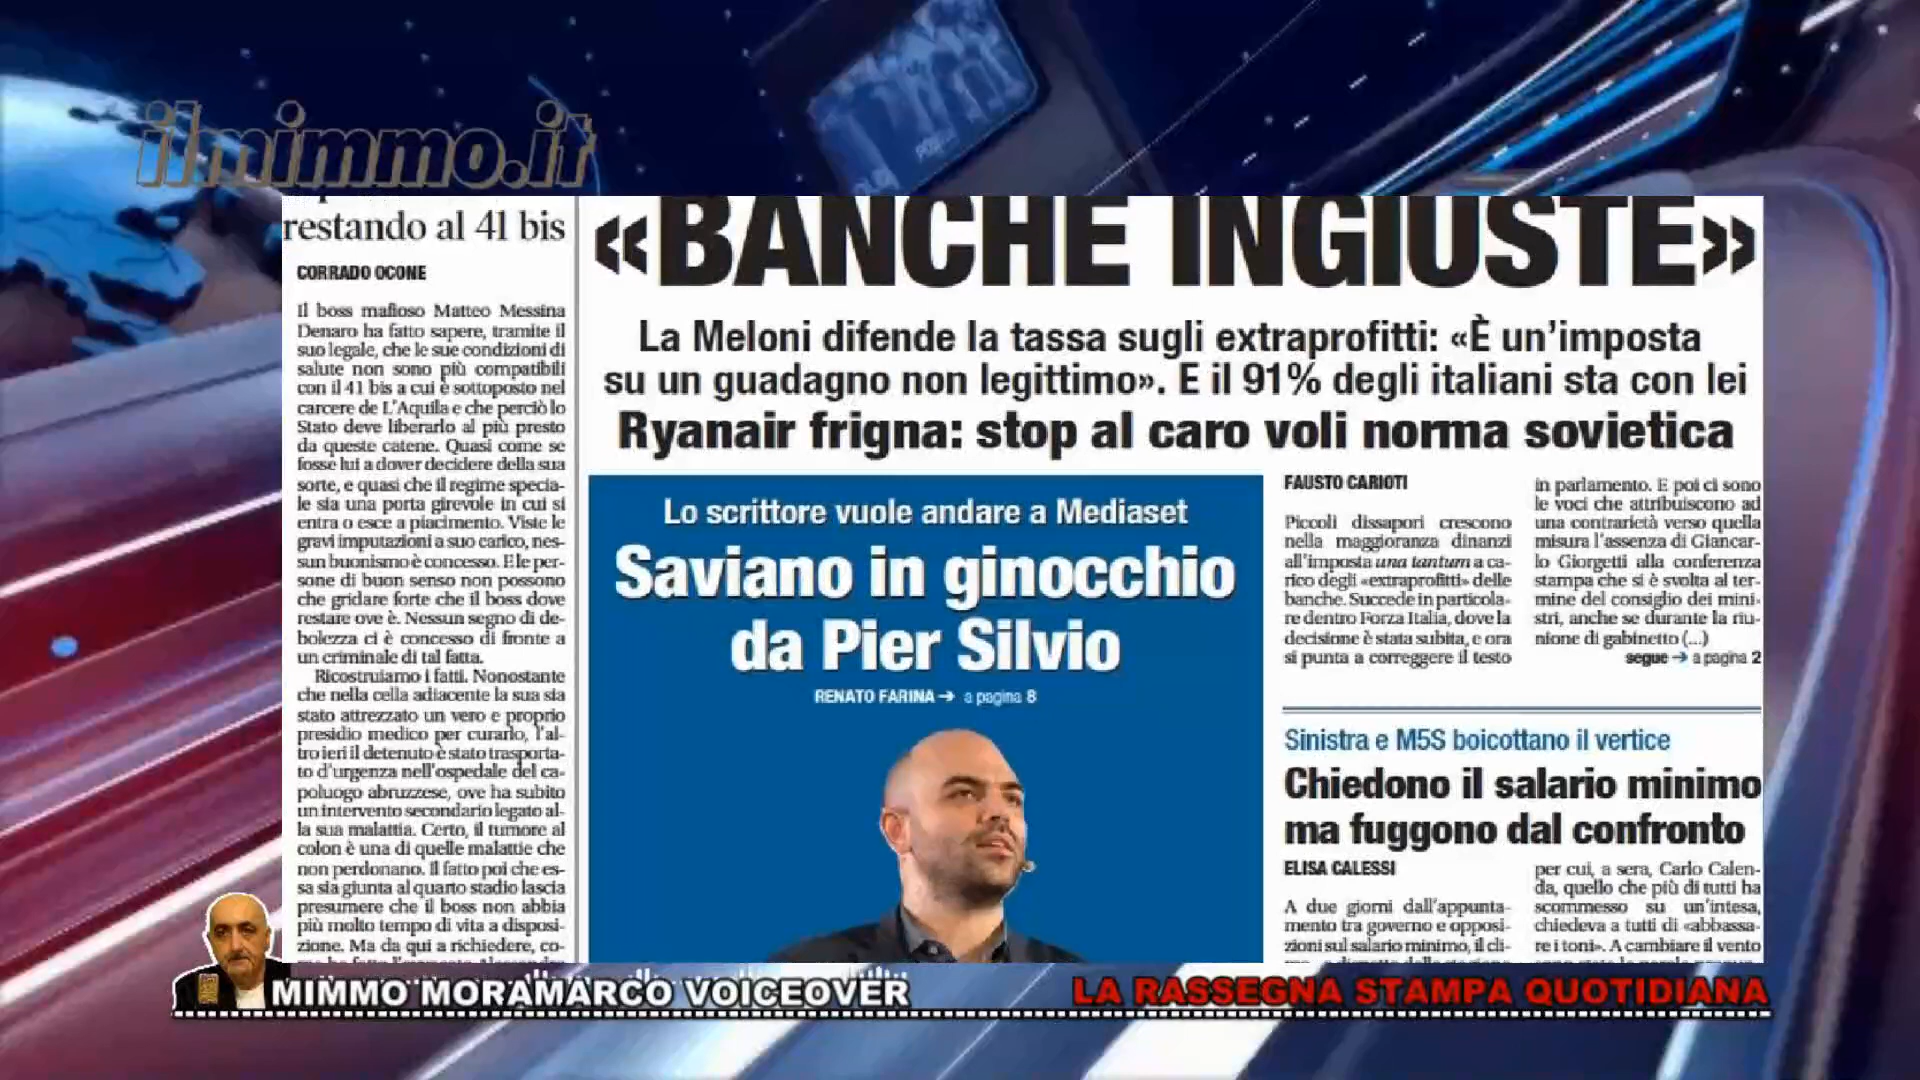 ilmimmo.it
restando al 41 bis
CORRADO OCONE
Il boss mafioso Matteo Messina
Denaro ha fatto sapere, tramite il
suo legale, che le sue condizioni di
salute non sono più compatibili
con il 41 bis a cui è sottoposto nel
carcere de L'Aquila e che perciò lo
Stato deve liberarlo al più presto
da queste catene. Quasi come se
fosse lui a dover decidere della sua
sorte, e quasi che il regime specia-
le sia una porta girevole in cui si
entra o esce a piacimento. Viste le
gravi imputazioni a suo carico, nes-
sun buonismo è concesso. E le per-
sone di buon senso non possono
che gridare forte che il boss deve
restare ove è. Nessun segno di de-
bolezza ci è concesso di fronte a
un criminale di tal fatta.
Ricostruiamo i fatti. Nonostante
che nella cella adiacente la sua sia
stato attrezzato un vero e proprio
presidio medico per curarlo, l'al-
tro ieri il detenuto è stato trasporta-
to d'urgenza nell'ospedale del ca-
poluogo abruzzese, ove ha subito
un intervento secondario legato al-
la sua malattia. Certo, il tumore al
colon è una di quelle malattie che
non perdonano. Il fatto poi che es-
sa sia giunta al quarto stadio lascia
presumere che il boss non abbia
più molto tempo di vita a disposi-
zione. Ma da qui a richiedere, co-
«BANCHE INGIUSTE»
La Meloni difende la tassa sugli extraprofitti: «È un'imposta
su un guadagno non legittimo». E il 91% degli italiani sta con lei
Ryanair frigna: stop al caro voli norma sovietica
Lo scrittore vuole andare a Mediaset
Saviano in ginocchio
da Pier Silvio
RENATO FARINA → a pagina 8
FAUSTO CARIOTI
Piccoli dissapori crescono
nella maggioranza dinanzi
all'imposta una tantum a ca-
rico degli «extraprofitti» delle
banche. Succede in particola-
re dentro Forza Italia, dove la
decisione è stata subita, e ora
si punta a correggere il testo
in parlamento. E poi ci sono
le voci che attribuiscono ad
una contrarietà verso quella
misura l'assenza di Giancar-
lo Giorgetti alla conferenza
stampa che si è svolta al ter-
mine del consiglio dei mini-
stri, anche se durante la riu-
nione di gabinetto (...)
segue → a pagina 2
Sinistra e M5S boicottano il vertice
Chiedono il salario minimo
ma fuggono dal confronto
ELISA CALESSI
A due giorni dall'appunta-
mento tra governo e opposi-
zioni sul salario minimo, il cli-
per cui, a sera, Carlo Calen-
da, quello che più di tutti ha
scommesso su un'intesa,
chiedeva a tutti di «abbassa-
re i toni». A cambiare il vento
MIMMO MORAMARCO VOICEOVER
LA RASSEGNA STAMPA QUOTIDIANA